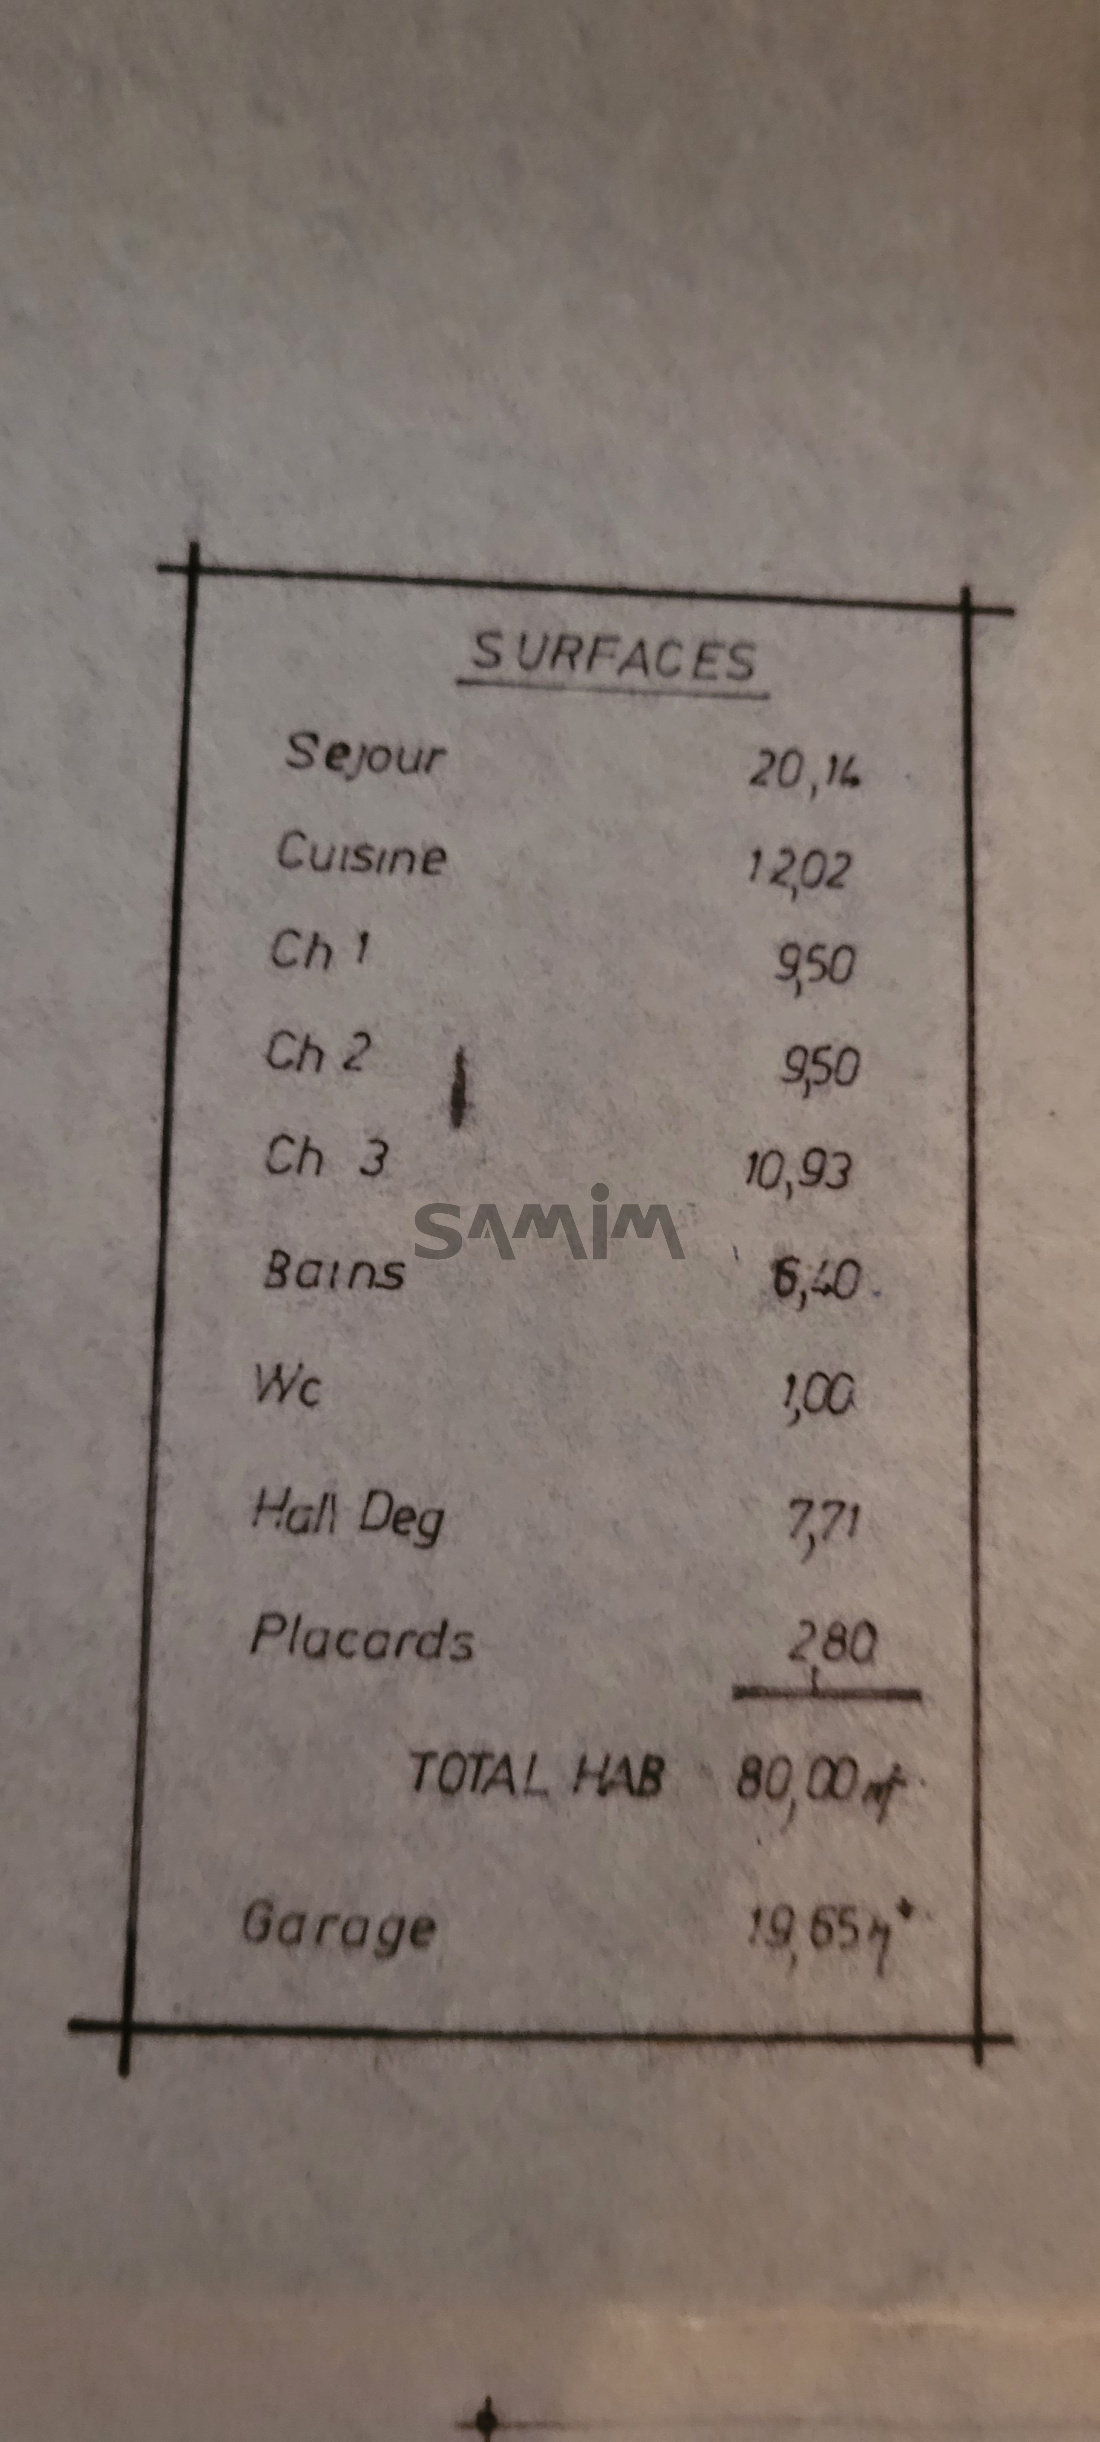 SURFACES
Sejour 20,14
Cuisine 12,02
Ch 1 9,50
Ch 2 9,50
Ch 3 10,93
SAMIM
Bains 6,40
Wc 1,00
Hall Deg 7,71
Placards 2,80
TOTAL HAB 80,00 m²
Garage 19,65 m²